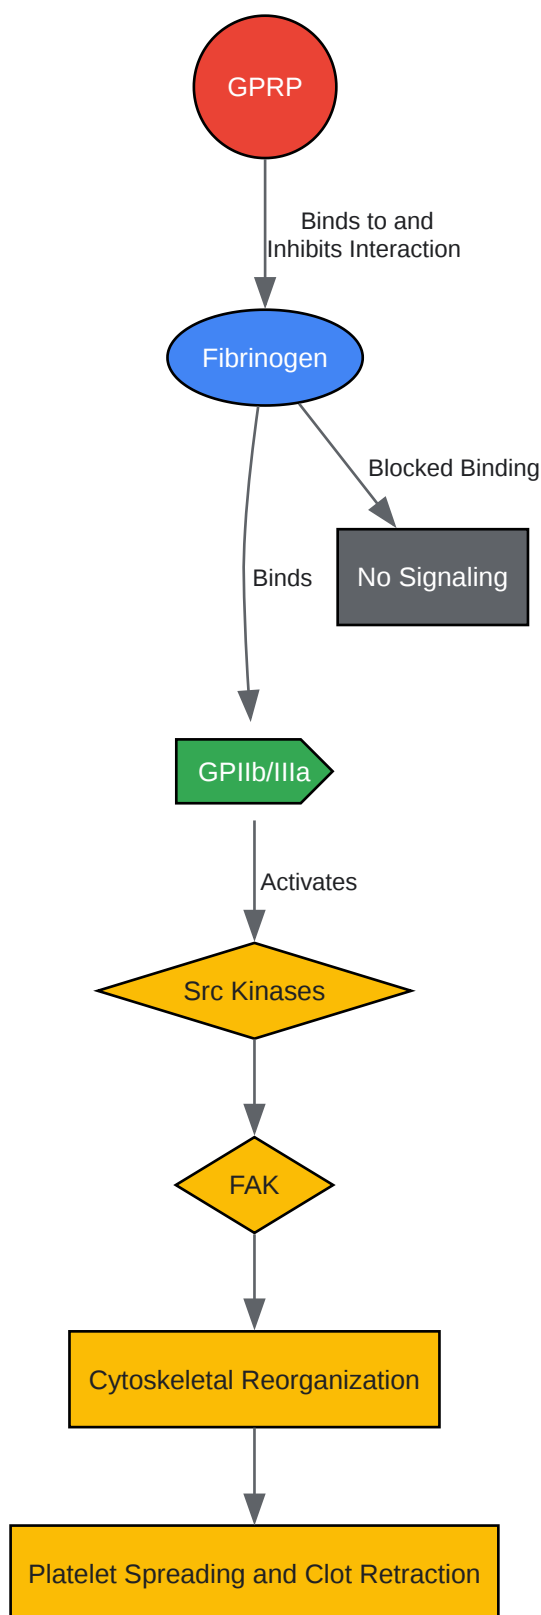 GPRP
Binds to and
Inhibits Interaction
Fibrinogen
Blocked Binding
No Signaling
Binds
GPIIb/IIIa
Activates
Src Kinases
FAK
Cytoskeletal Reorganization
Platelet Spreading and Clot Retraction